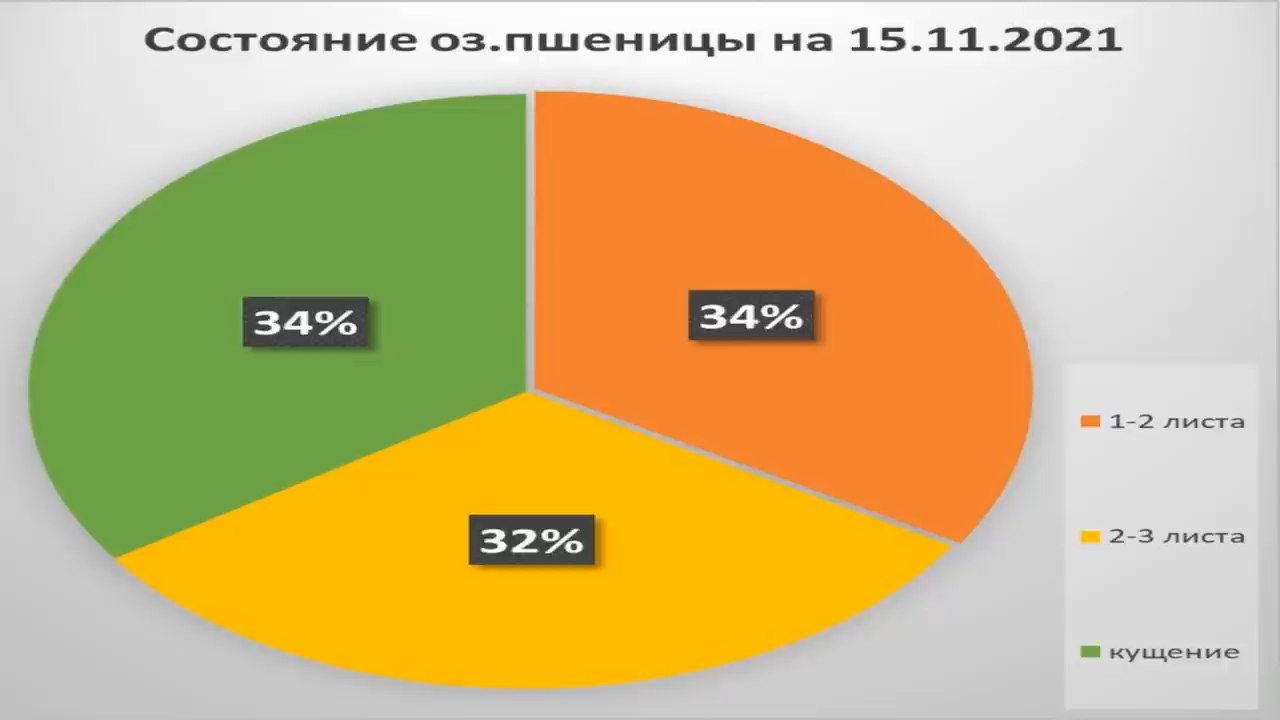 Состояние оз.пшеницы на 15.11.2021
34%
34%
32%
1-2 листа
2-3 листа
кущение